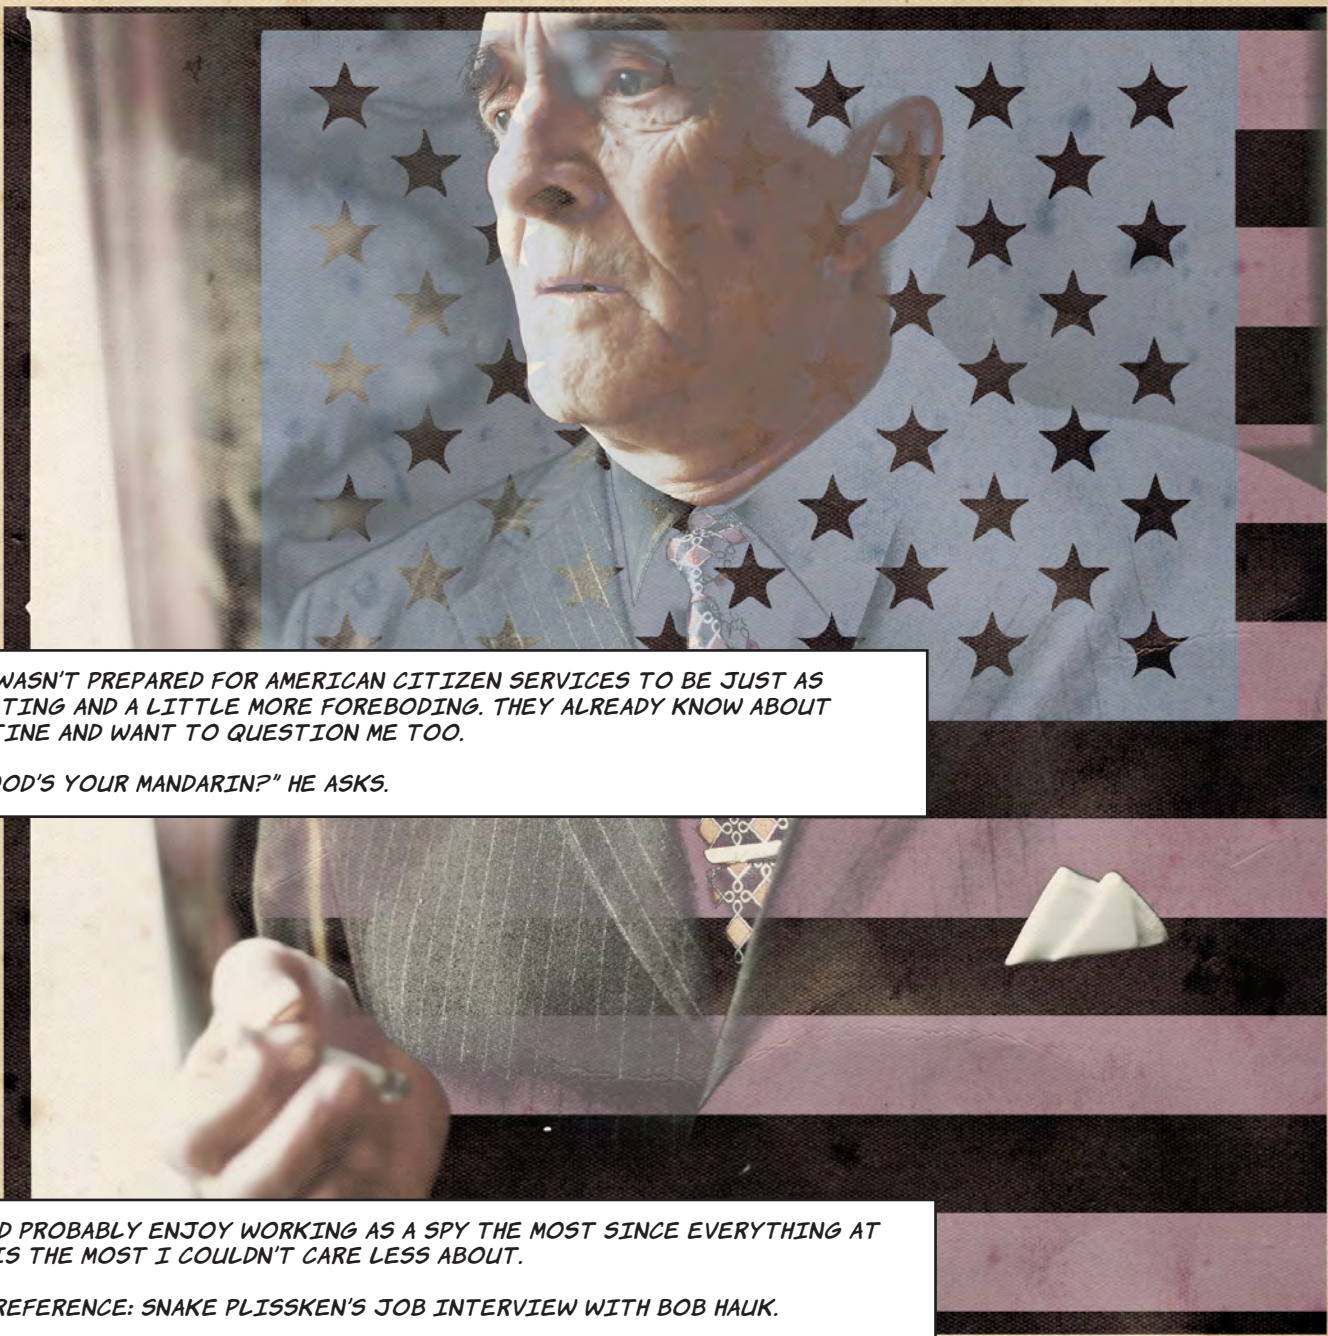 WASN'T PREPARED FOR AMERICAN CITIZEN SERVICES TO BE JUST AS
TING AND A LITTLE MORE FOREBODING. THEY ALREADY KNOW ABOUT
TINE AND WANT TO QUESTION ME TOO.
OOD'S YOUR MANDARIN?" HE ASKS.
D PROBABLY ENJOY WORKING AS A SPY THE MOST SINCE EVERYTHING AT
IS THE MOST I COULDN'T CARE LESS ABOUT.
REFERENCE: SNAKE PLISSKEN'S JOB INTERVIEW WITH BOB HAUK.